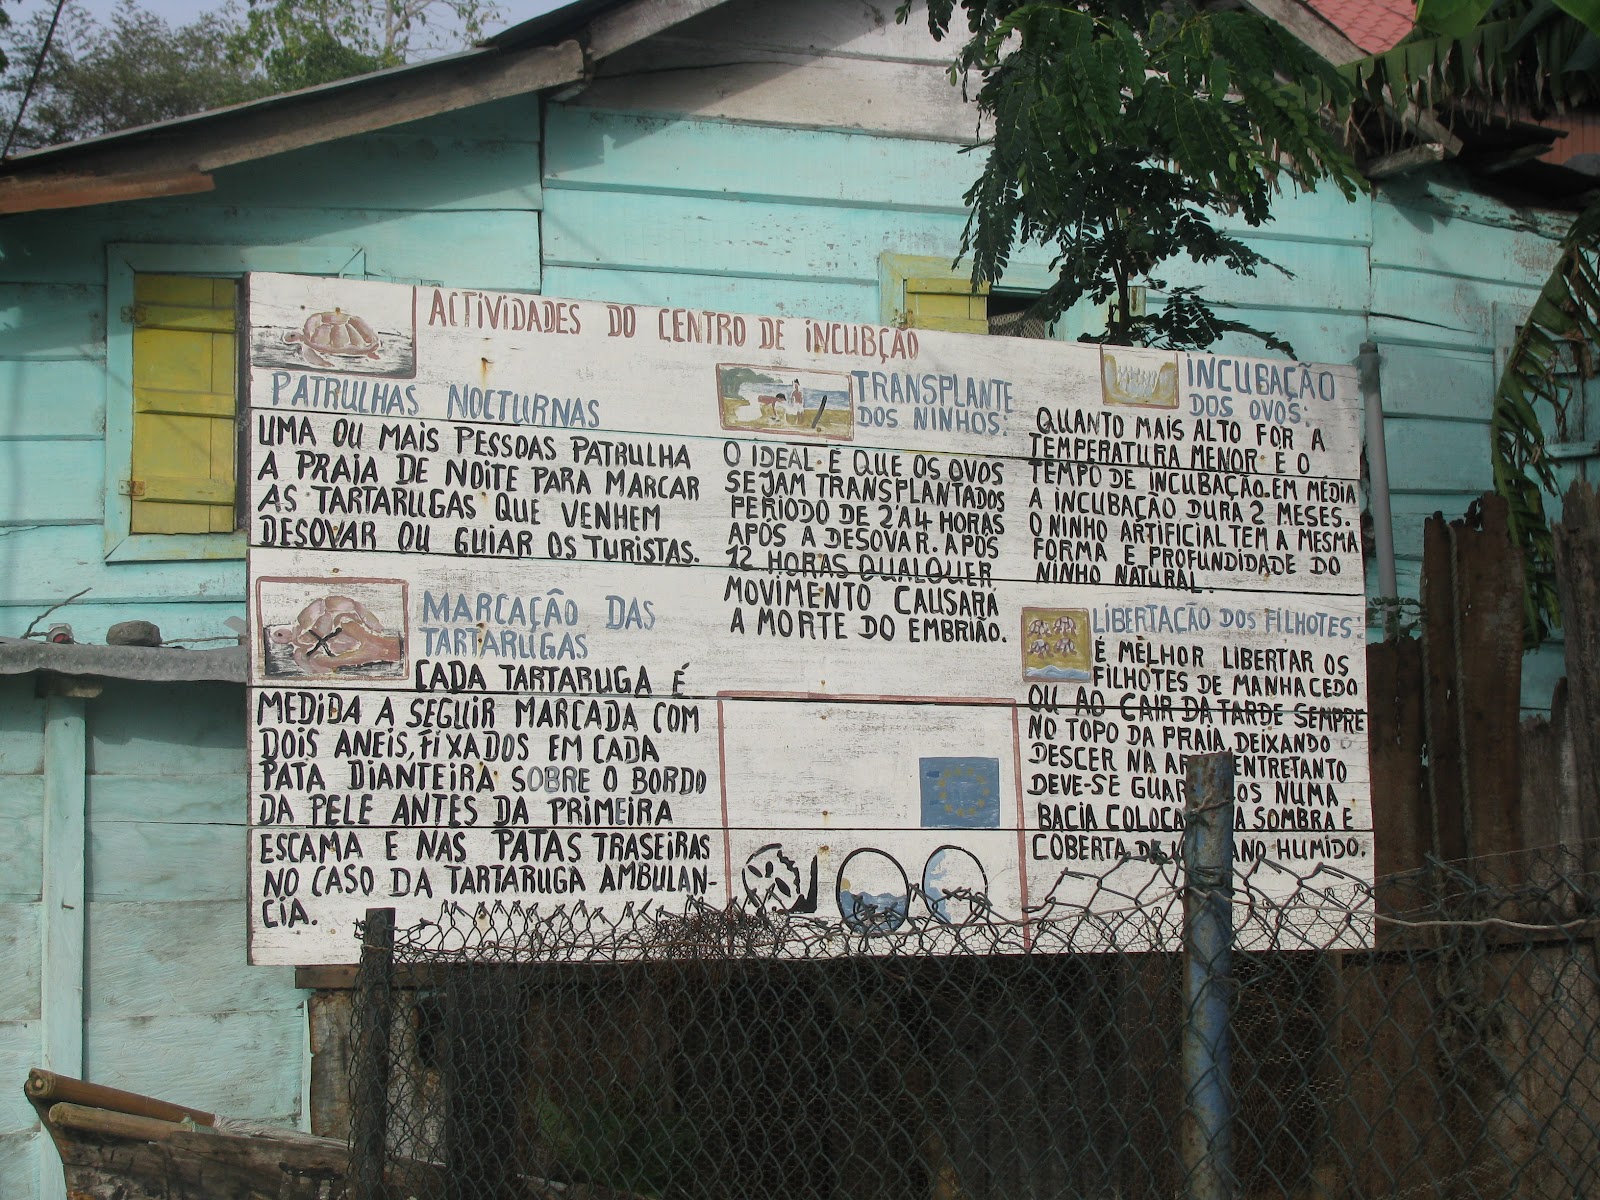 ACTIVIDADES DO CENTRO DE INCUBÇÃO
PATRULHAS NOCTURNAS
UMA OU MAIS PESSOAS PATRULHA
A PRAIA DE NOITE PARA MARCAR
AS TARTARUGAS QUE VENHEM
DESOVAR OU GUIAR OS TURISTAS.
MARCAÇÃO DAS
TARTARUGAS
CADA TARTARUGA É
MEDIDA A SEGUIR MARCADA COM
DOIS ANEIS, FIXADOS EM CADA
PATA DIANTEIRA SOBRE O BORDO
DA PELE ANTES DA PRIMEIRA
ESCAMA E NAS PATAS TRASEIRAS
NO CASO DA TARTARUGA AMBULAN-
CIA.
TRANSPLANTE
DOS NINHOS:
O IDEAL É QUE OS OVOS
SEJAM TRANSPLANTADOS
PERIODO DE 2 A 4 HORAS
APÓS A DESOVAR. APÓS
12 HORAS QUALQUER
MOVIMENTO CAUSARÁ
A MORTE DO EMBRIÃO.
INCUBAÇÃO
DOS OVOS:
QUANTO MAIS ALTO FOR A
TEMPERATURA MENOR E O
TEMPO DE INCUBAÇÃO. EM MÉDIA
A INCUBAÇÃO DURA 2 MESES.
O NINHO ARTIFICIAL TEM A MESMA
FORMA E PROFUNDIDADE DO
NINHO NATURAL.
LIBERTAÇÃO DOS FILHOTES:
É MELHOR LIBERTAR OS
FILHOTES DE MANHA CEDO
OU AO CAIR DA TARDE SEMPRE
NO TOPO DA PRAIA, DEIXANDO
DESCER NA ENTRETANTO
DEVE-SE NUMA
BACIA SOMBRA E
COBERTA HUMIDO.